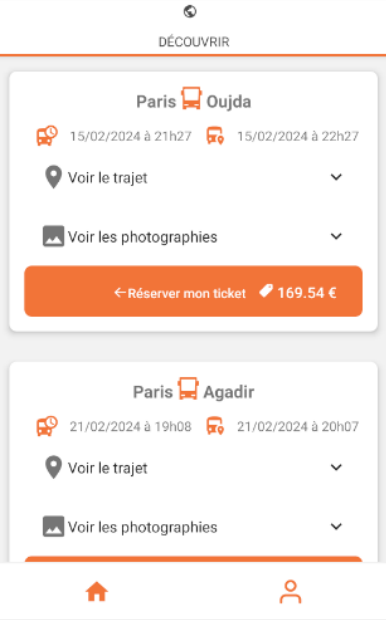 DÉCOUVRIR
Paris Oujda
15/02/2024 à 21h27 15/02/2024 à 22h27
Voir le trajet
Voir les photographies
←Réserver mon ticket 169.54 €
Paris Agadir
21/02/2024 à 19h08 21/02/2024 à 20h07
Voir le trajet
Voir les photographies